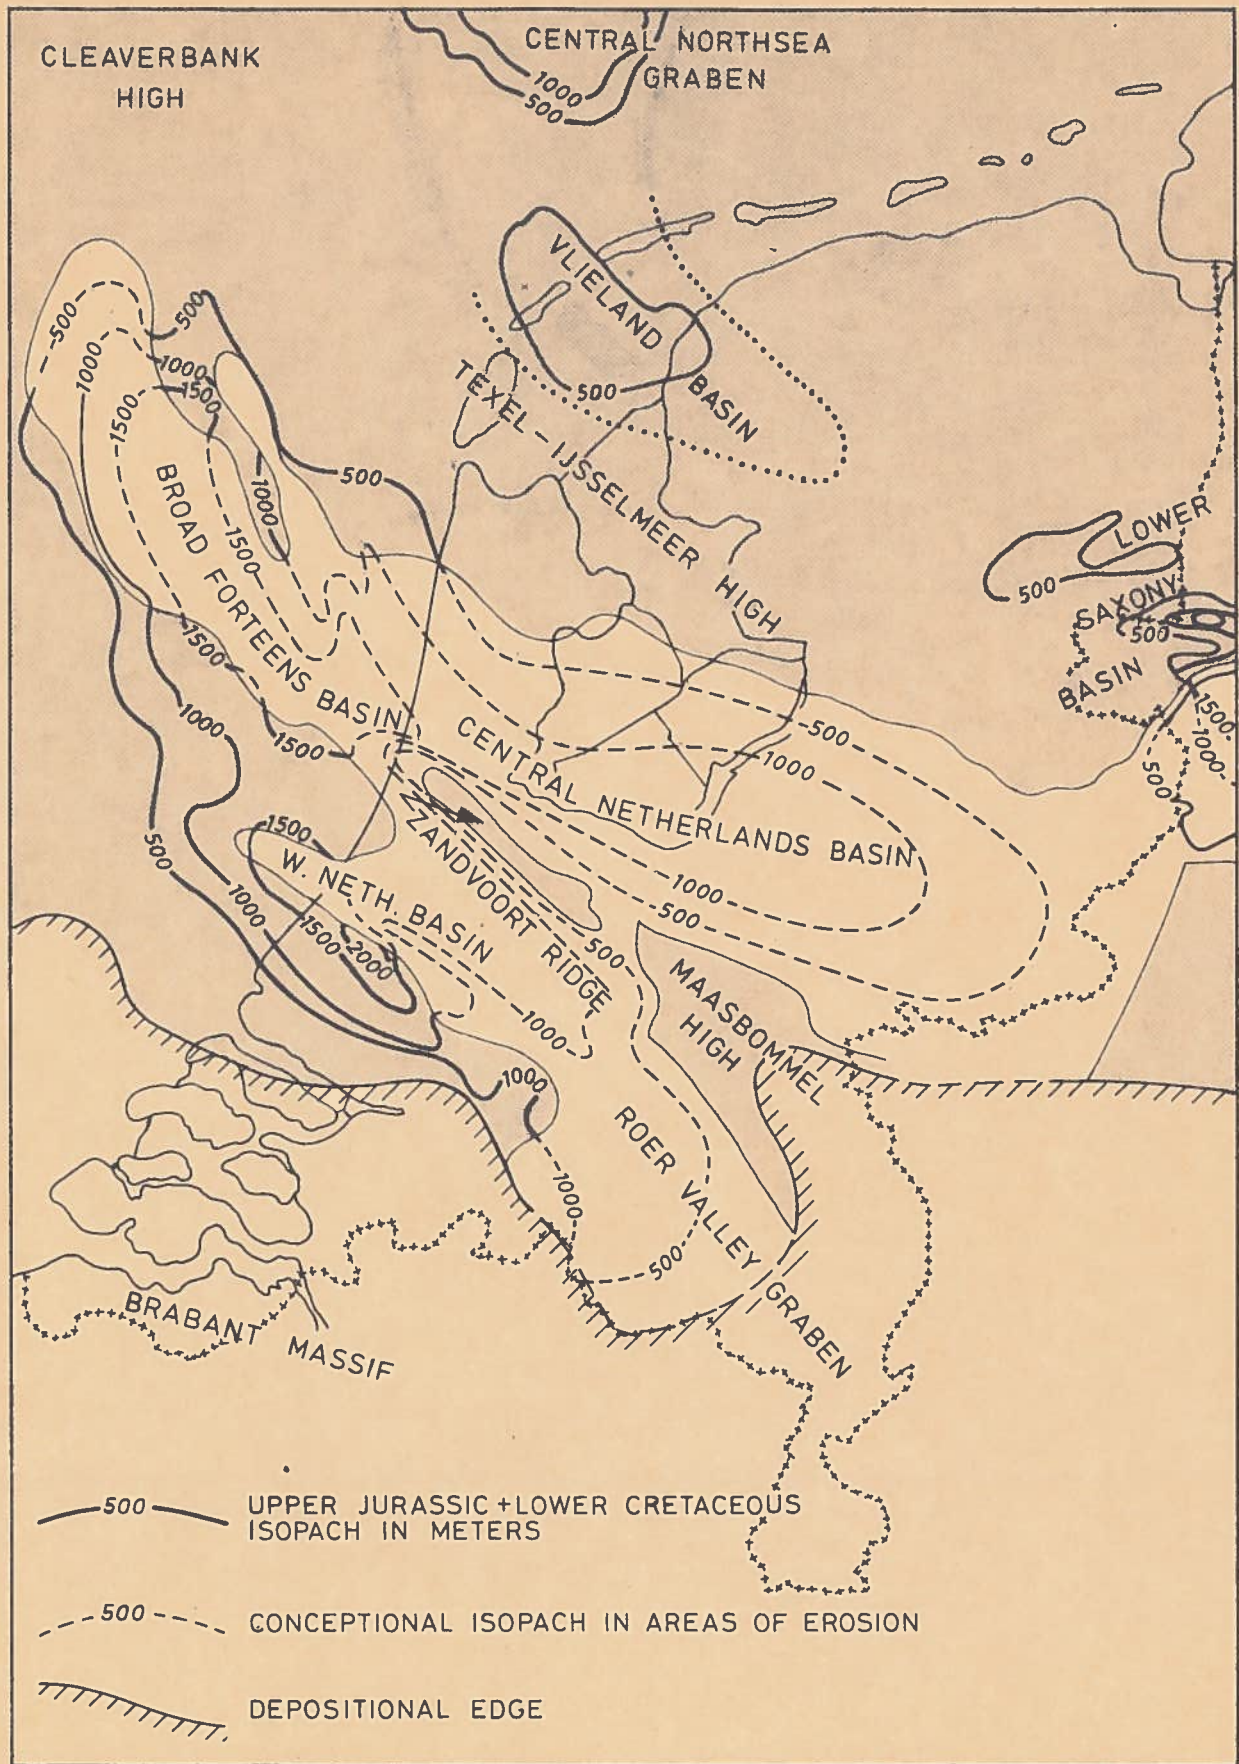 CLEAVERBANK
HIGH
CENTRAL NORTHSEA
GRABEN
1000
500
VLIELAND
BASIN
500
TEXEL-IJSSELMEER HIGH
500
1000
1500
500
1000
1500
500
1000
1500
BROAD FORTEENS BASIN
1500
1000
1500
500
LOWER
SAXONY
BASIN
500
500
1500
1000
500
CENTRAL NETHERLANDS BASIN
500
1000
1000
500
ZANDVOORT RIDGE
500
1500
W. NETH. BASIN
1000
1500
2000
1000
1000
MAASBOMMEL
HIGH
ROER VALLEY GRABEN
1000
500
BRABANT MASSIF
500
UPPER JURASSIC + LOWER CRETACEOUS
ISOPACH IN METERS
500
CONCEPTIONAL ISOPACH IN AREAS OF EROSION
DEPOSITIONAL EDGE